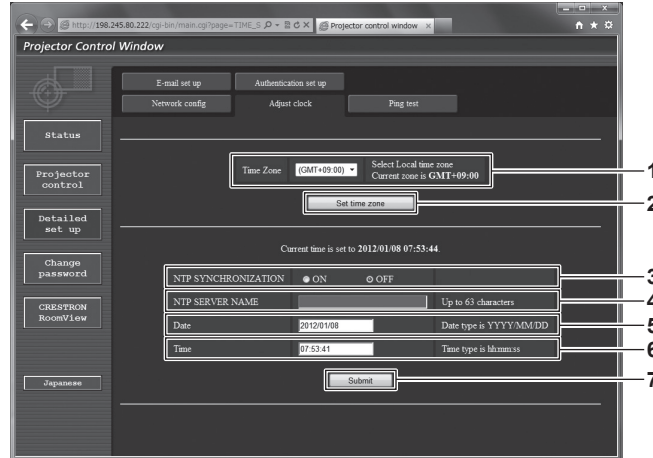 http://198.245.80.222/cgi-bin/main.cgi?page=TIME_S
Projector control window
Projector Control Window
E-mail set up
Authentication set up
Network config
Adjust clock
Ping test
Status
Projector control
Detailed set up
Change password
CRESTRON RoomView
Japanese
Time Zone
(GMT+09:00)
Select Local time zone
Current zone is GMT+09:00
1
Set time zone
2
Current time is set to 2012/01/08 07:53:44.
NTP SYNCHRONIZATION
ON
OFF
3
NTP SERVER NAME
Up to 63 characters
4
Date
2012/01/08
Date type is YYYY/MM/DD
5
Time
07:53:41
Time type is hh:mm:ss
6
Submit
7